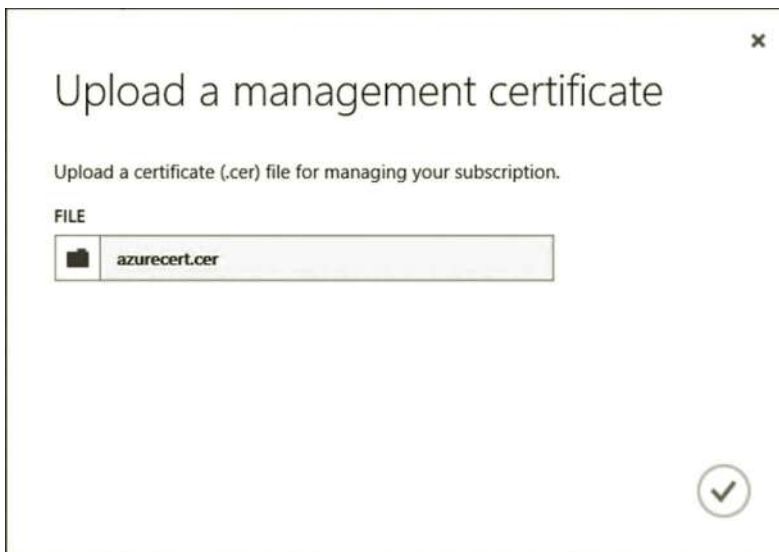 Upload a management certificate
Upload a certificate (.cer) file for managing your subscription.
FILE
azurecert.cer